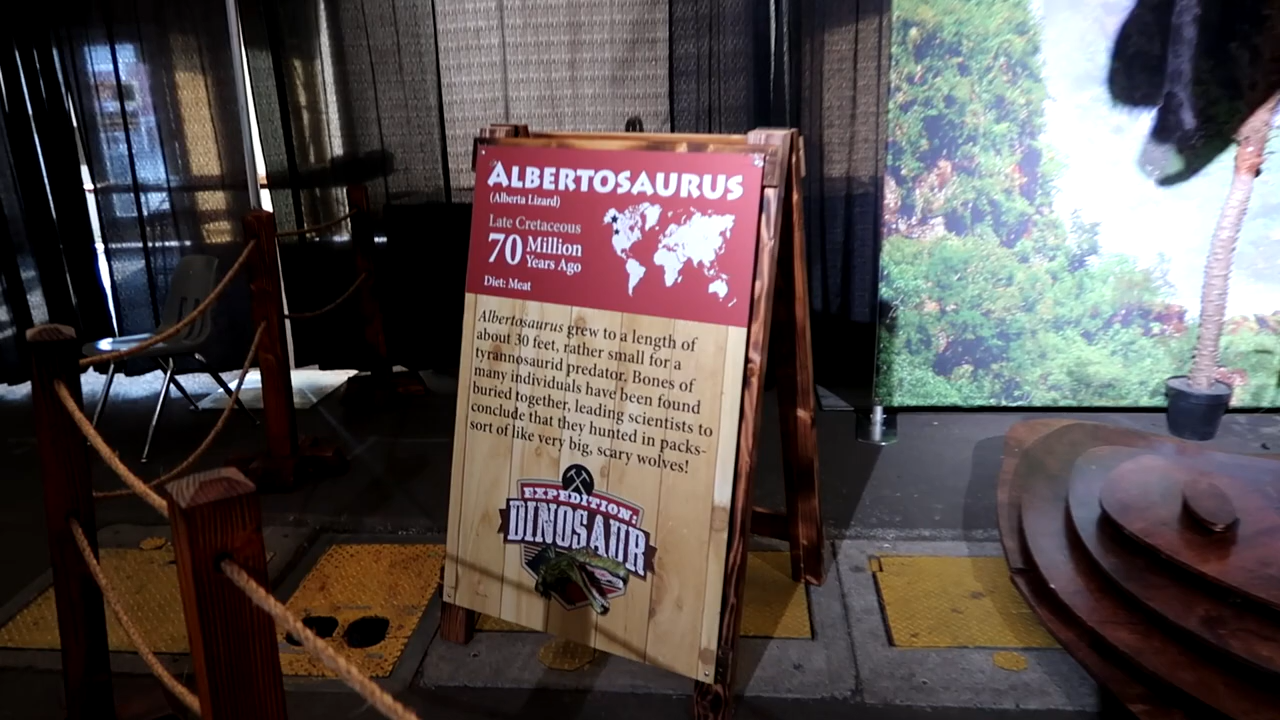 ALBERTOSAURUS
(Alberta Lizard)
Late Cretaceous
70 Million
Years Ago
Diet: Meat
Albertosaurus grew to a length of
about 30 feet, rather small for a
tyrannosaurid predator. Bones of
many individuals have been found
buried together, leading scientists to
conclude that they hunted in packs-
sort of like very big, scary wolves!
EXPEDITION:
DINOSAUR